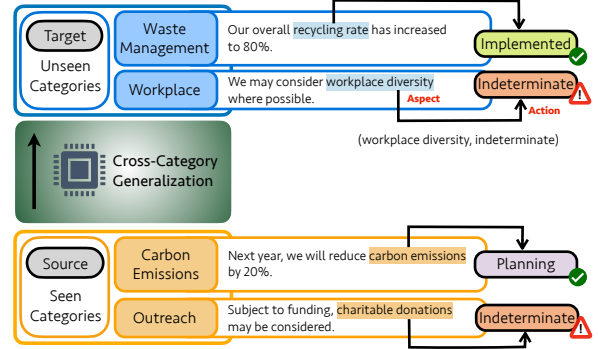 Target
Unseen
Categories
Waste
Management
Our overall recycling rate has increased
to 80%.
Implemented
Workplace
We may consider workplace diversity
where possible.
Aspect
Indeterminate
Action
(workplace diversity, indeterminate)
Cross-Category
Generalization
Source
Seen
Categories
Carbon
Emissions
Next year, we will reduce carbon emissions
by 20%.
Planning
Outreach
Subject to funding, charitable donations
may be considered.
Indeterminate